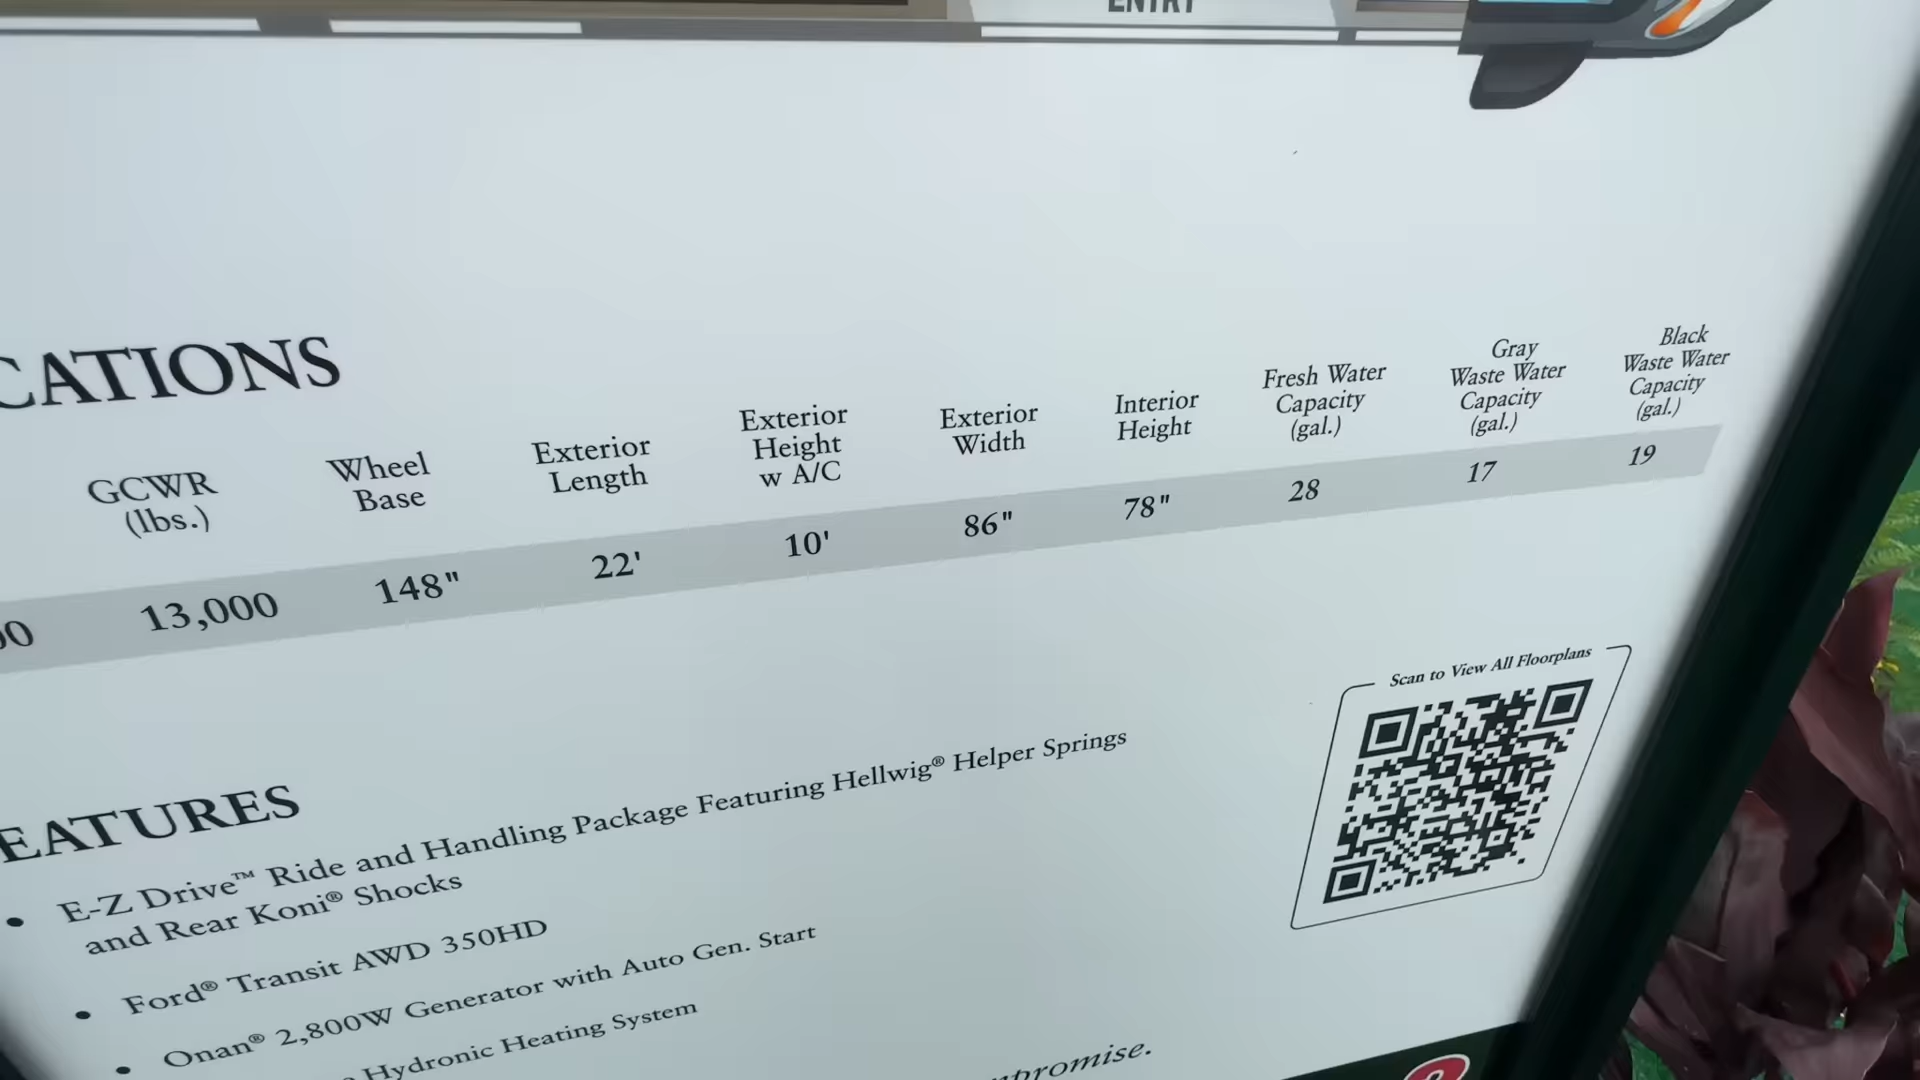 ENTRY
CATIONS
GCWR
(lbs.)
Wheel
Base
Exterior
Length
Exterior
Height
w A/C
Exterior
Width
Interior
Height
Fresh Water
Capacity
(gal.)
Gray
Waste Water
Capacity
(gal.)
Black
Waste Water
Capacity
(gal.)
00 13,000 148" 22' 10' 86" 78" 28 17 19
Scan to View All Floorplans
EATURES
• E-Z Drive™ Ride and Handling Package Featuring Hellwig® Helper Springs
and Rear Koni® Shocks
• Ford® Transit AWD 350HD
• Onan® 2,800W Generator with Auto Gen. Start
Hydronic Heating System
promise.